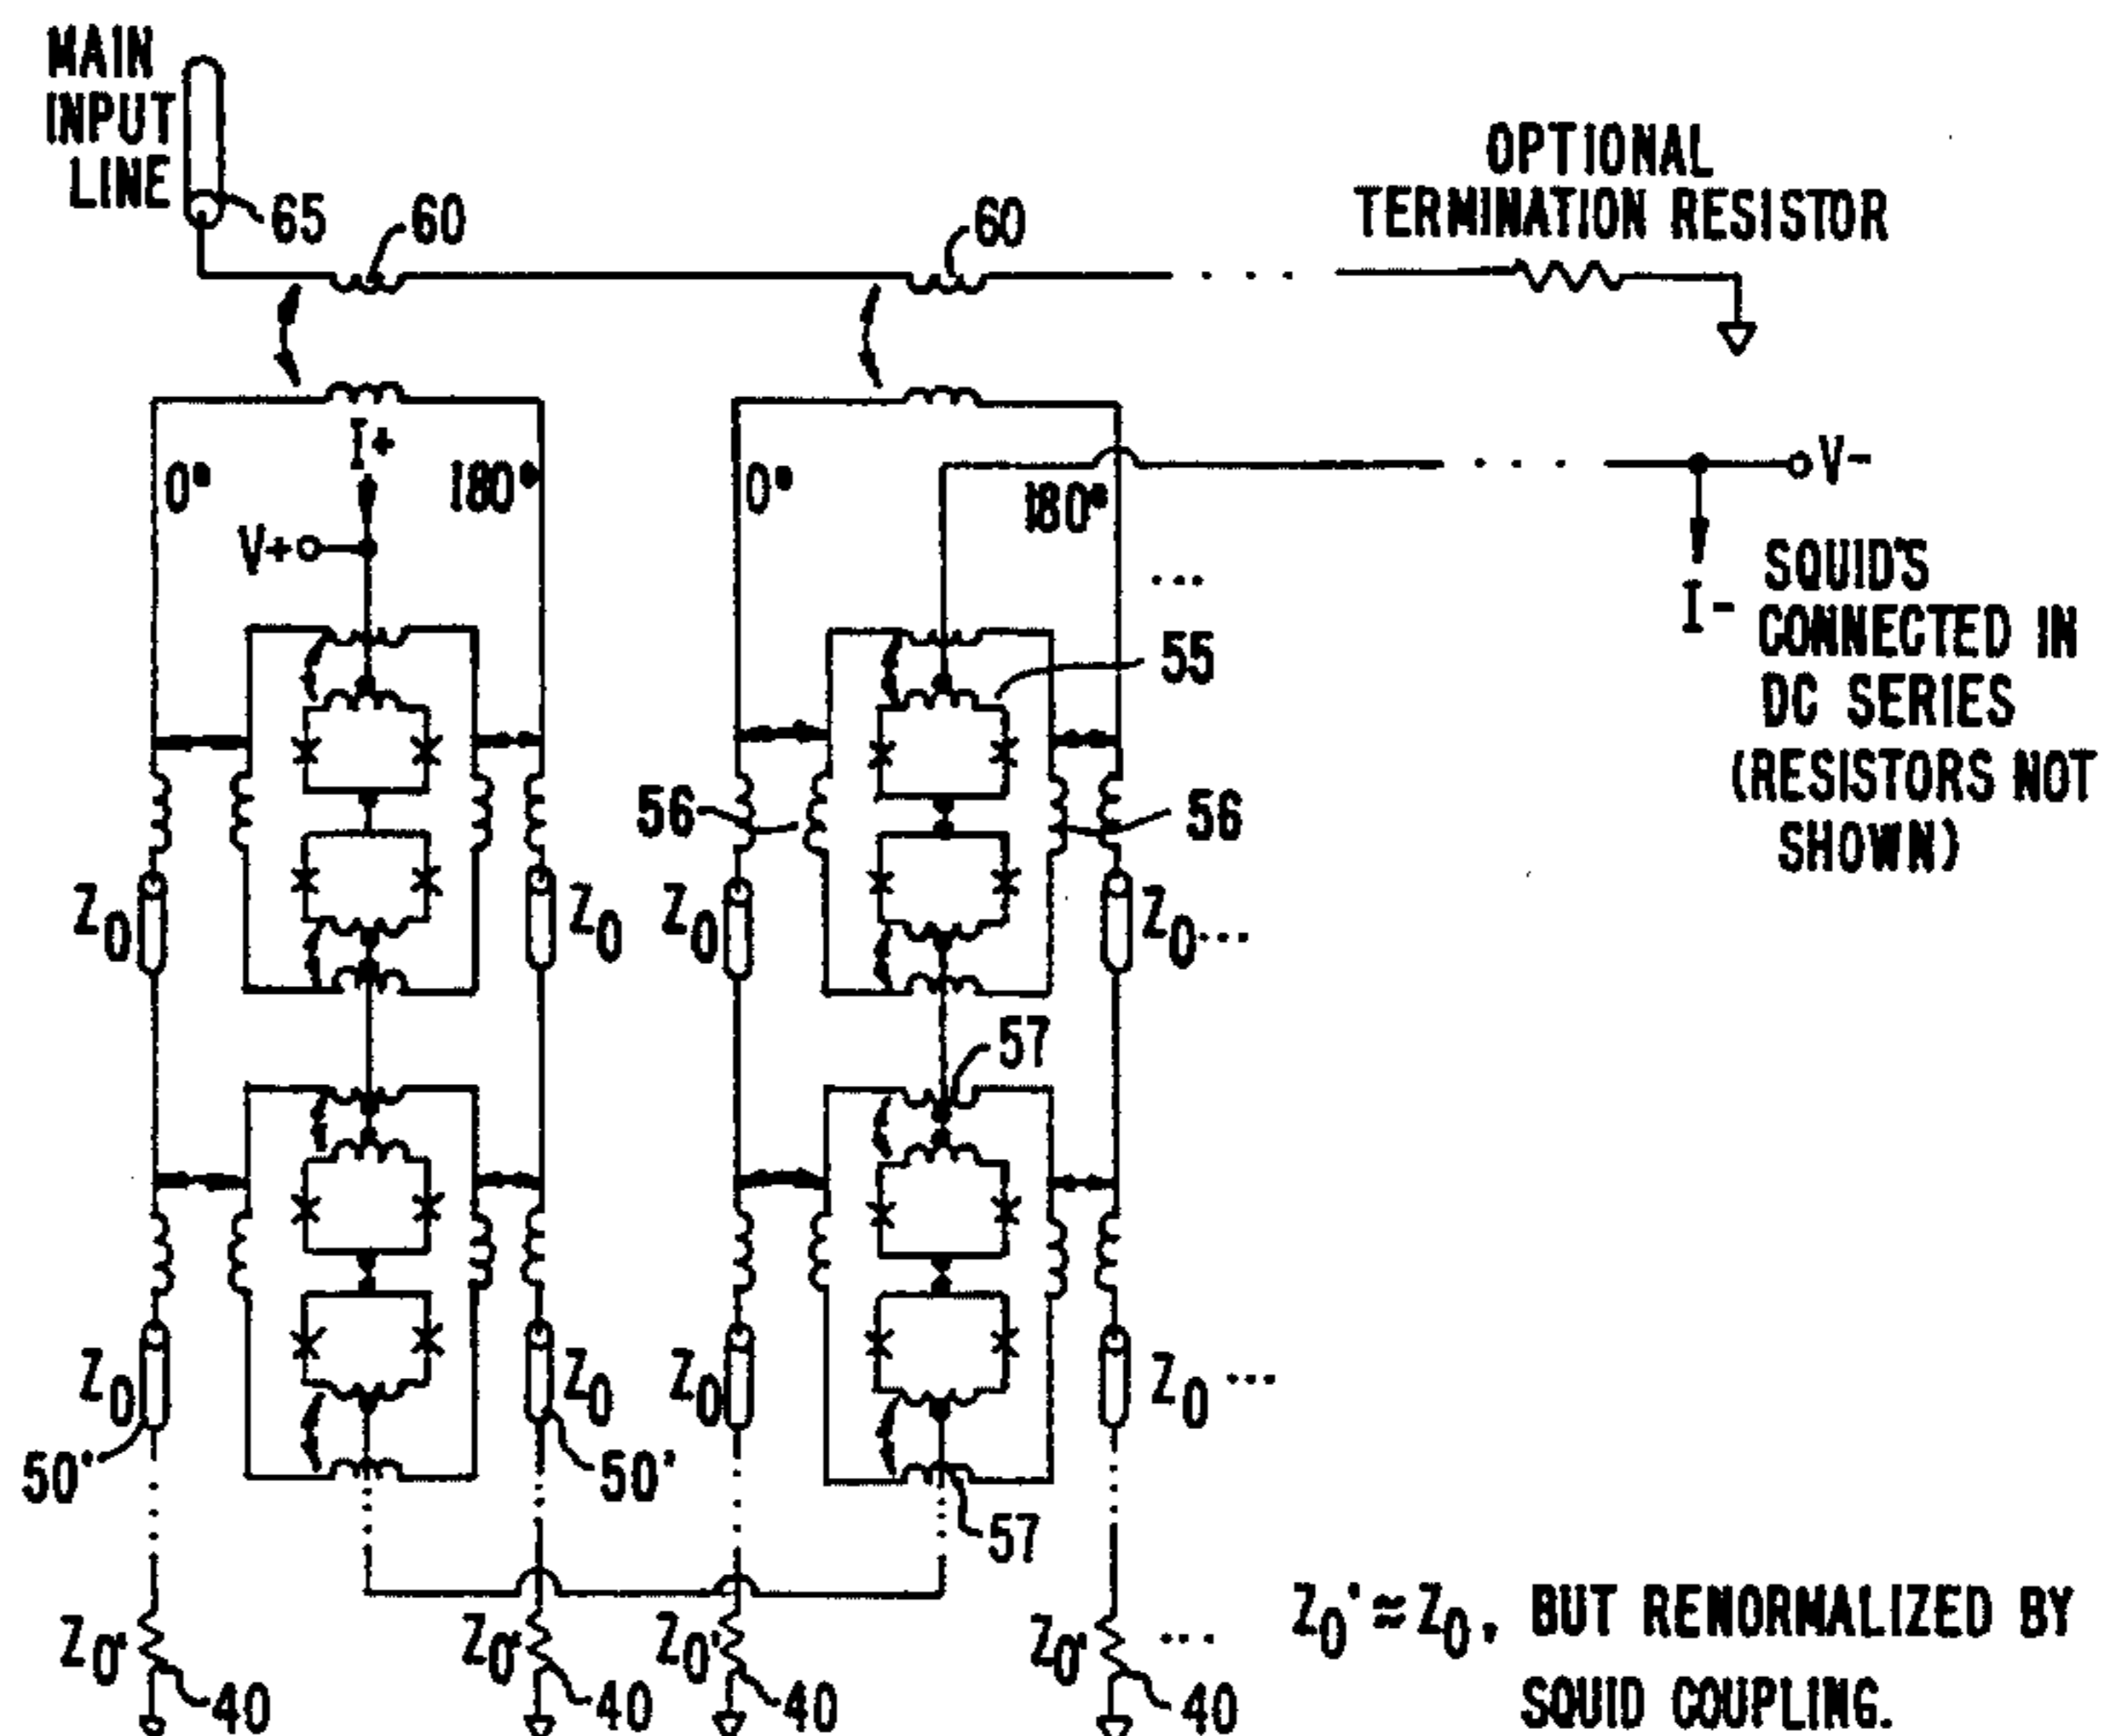 MAIN
INPUT
LINE
65
60
60
OPTIONAL
TERMINATION RESISTOR
I+
0°
180°
V+
0°
180°
V-
I-
SQUID'S
CONNECTED IN
DC SERIES
(RESISTORS NOT
SHOWN)
...
55
56
56
Z0
Z0
Z0
Z0...
57
Z0
Z0
Z0
Z0 ...
50'
50'
57
Z0'
Z0'
Z0'
Z0'
...
40
40
40
40
Z0' ≈ Z0, BUT RENORMALIZED BY
SQUID COUPLING.